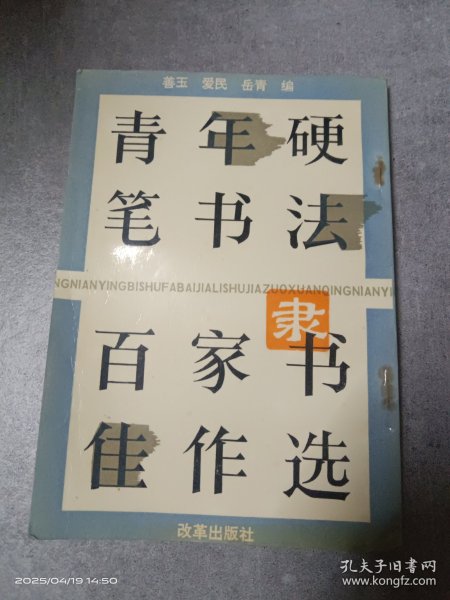 善玉 爱民 岳青 编
青年硬
笔书法
NGNIANYINGBISHUFABAIJIALISHUJIAZUOXUANQINGNIANYI
百家隶书
佳作选
改革出版社
2025/04/19 14:50
孔夫子旧书网
www.kongfz.com